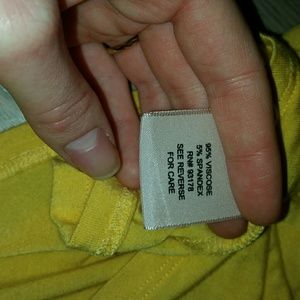 95% VISCOSE
5% SPANDEX
RN# 93178
SEE REVERSE
FOR CARE